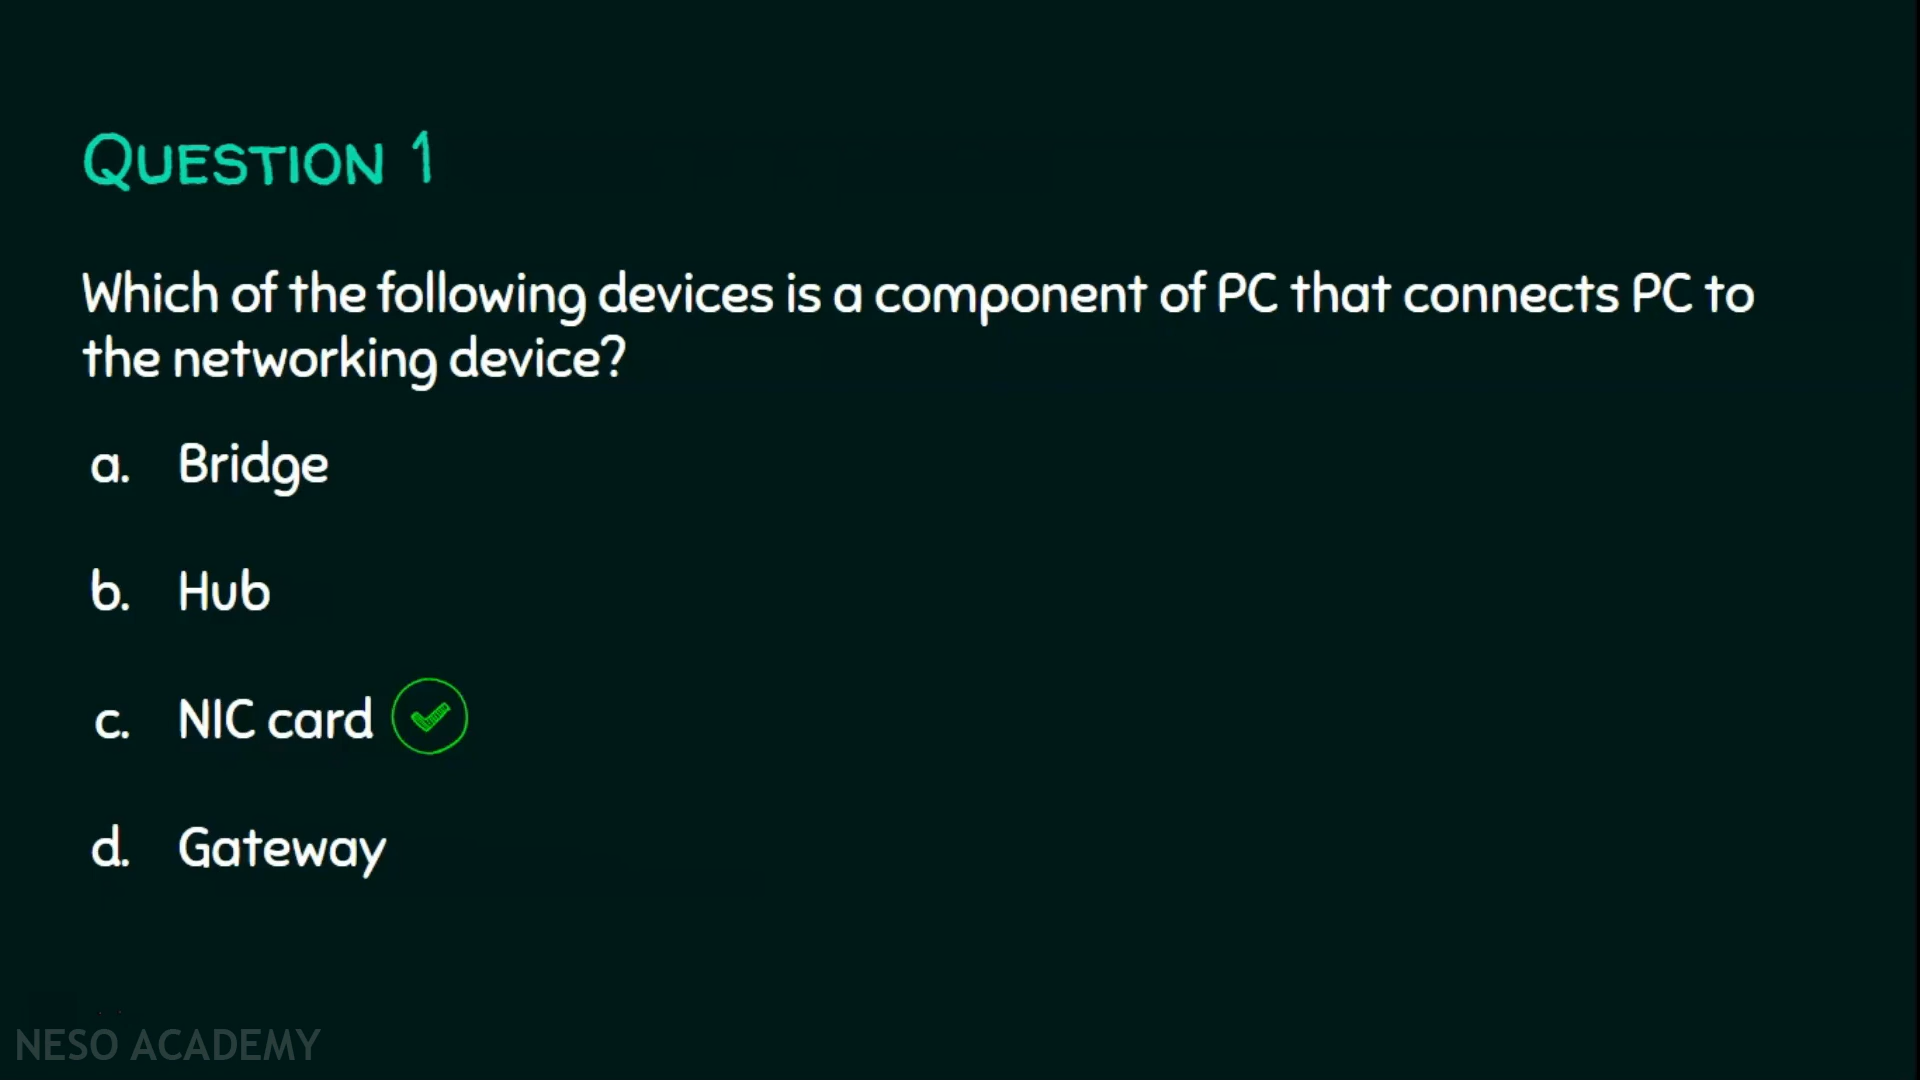 QUESTION 1
Which of the following devices is a component of PC that connects PC to
the networking device?
a. Bridge
b. Hub
c. NIC card
d. Gateway
NESO ACADEMY